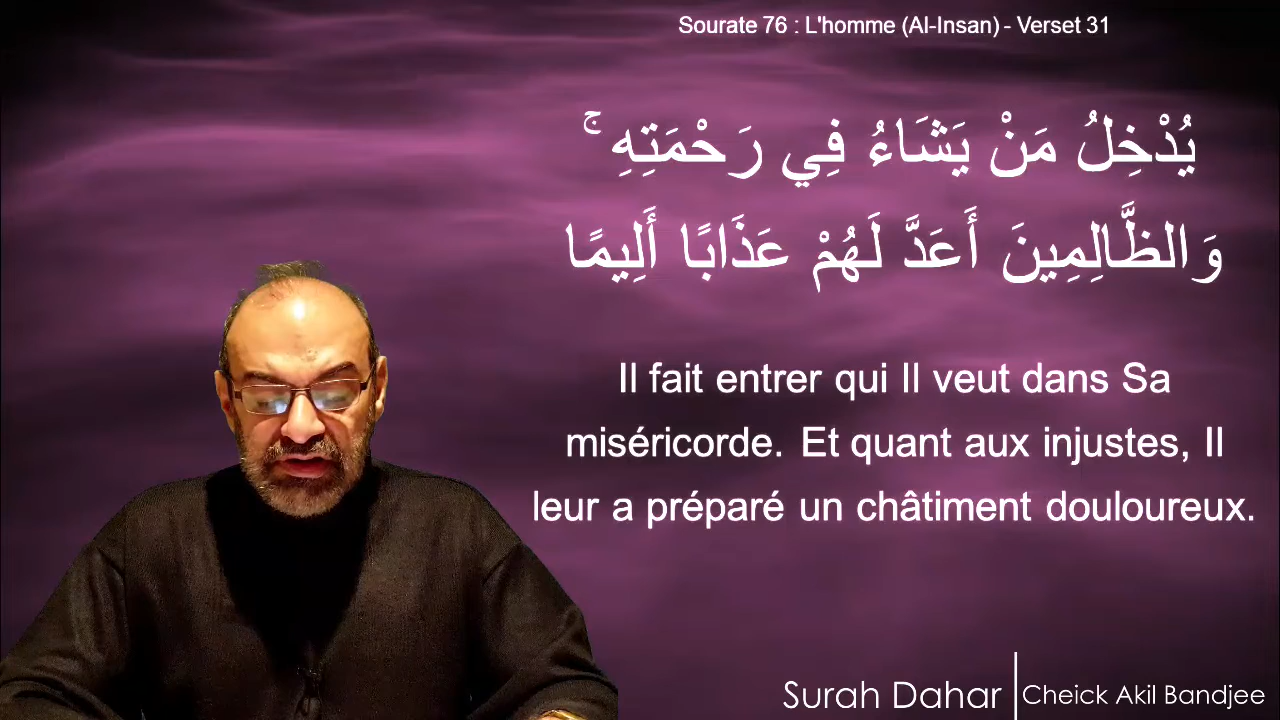 Sourate 76 : L'homme (Al-Insan) - Verset 31
يُدْخِلُ مَنْ يَشَاءُ فِي رَحْمَتِهِ ۚ
وَالظَّالِمِينَ أَعَدَّ لَهُمْ عَذَابًا أَلِيمًا
Il fait entrer qui Il veut dans Sa
miséricorde. Et quant aux injustes, Il
leur a préparé un châtiment douloureux.
Surah Dahar | Cheick Akil Bandjee